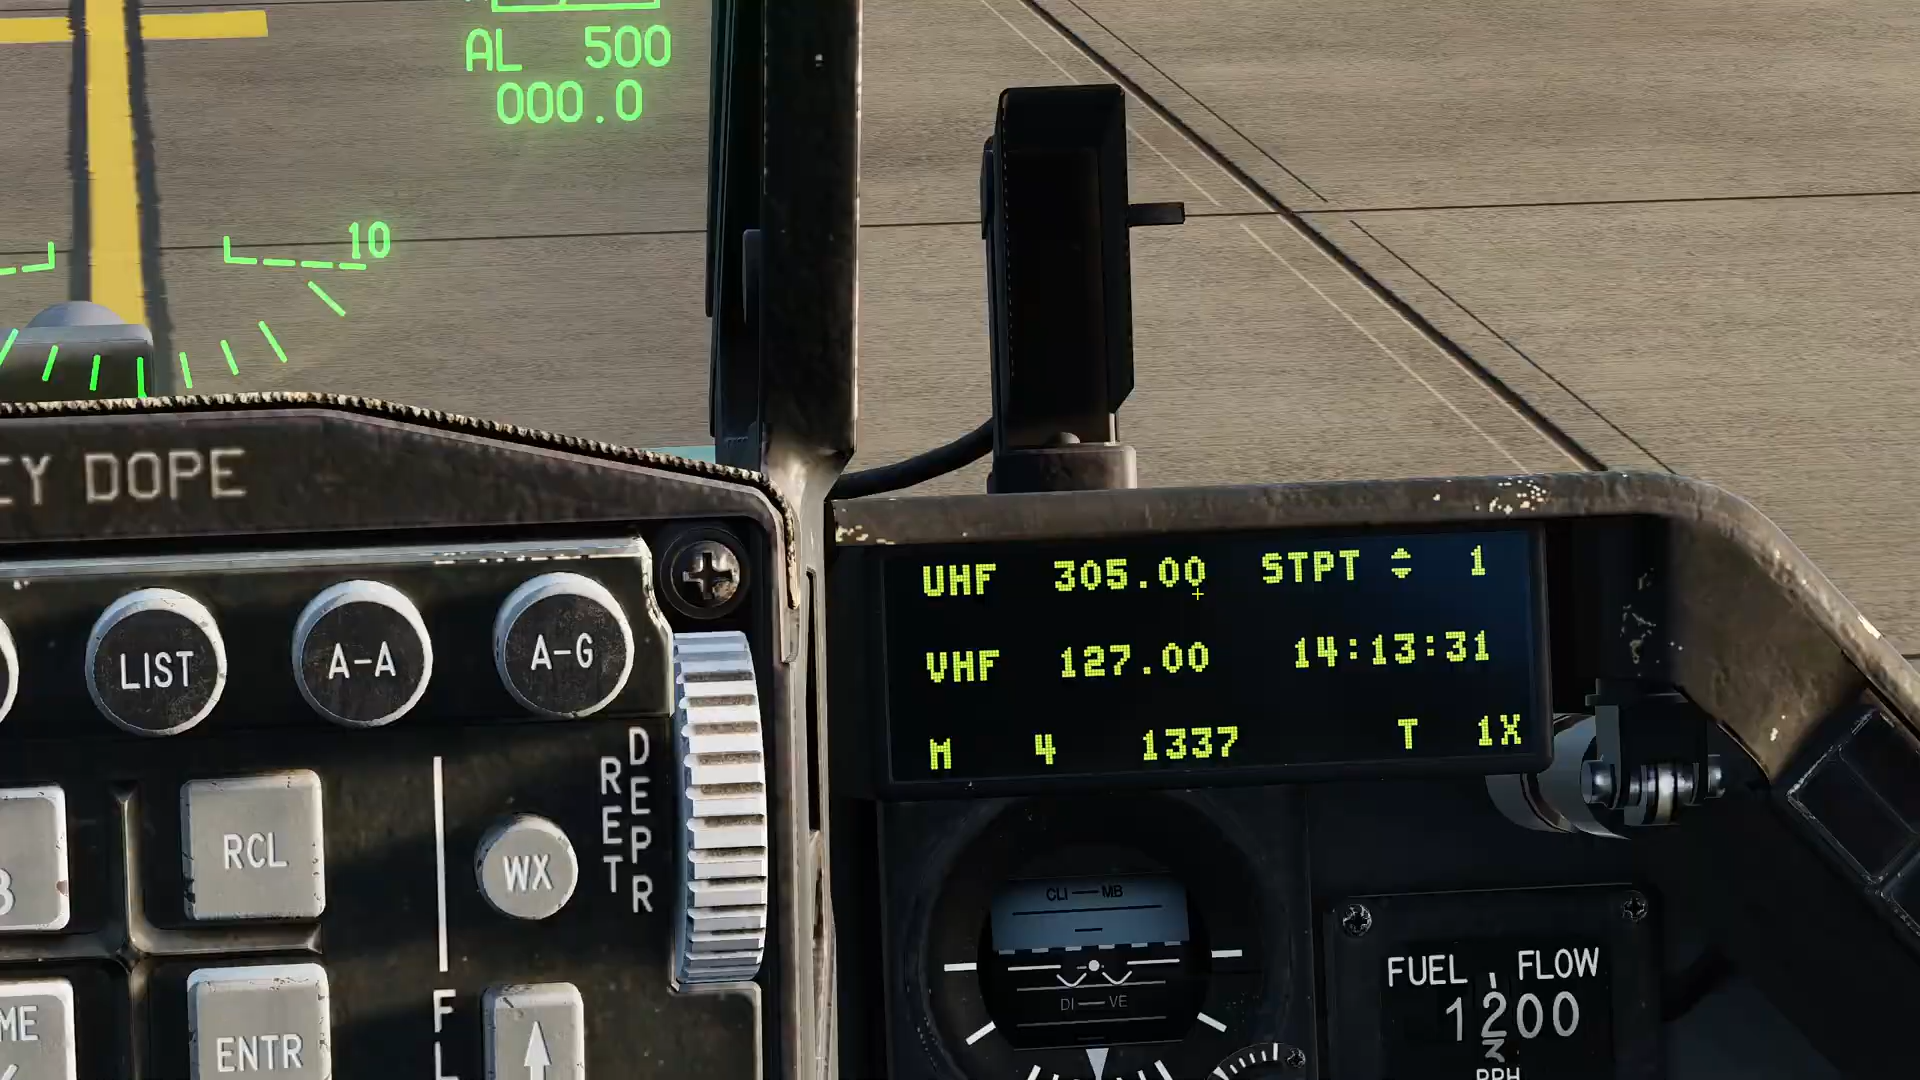 AL 500
000.0
10
EY DOPE
UHF 305.00 STPT 1
VHF 127.00 14:13:31
M 4 1337 T 1X
LIST
A-A
A-G
DEPR
RET
RCL
WX
ENTR
CLI MB
DI VE
FUEL FLOW
1200
PPH